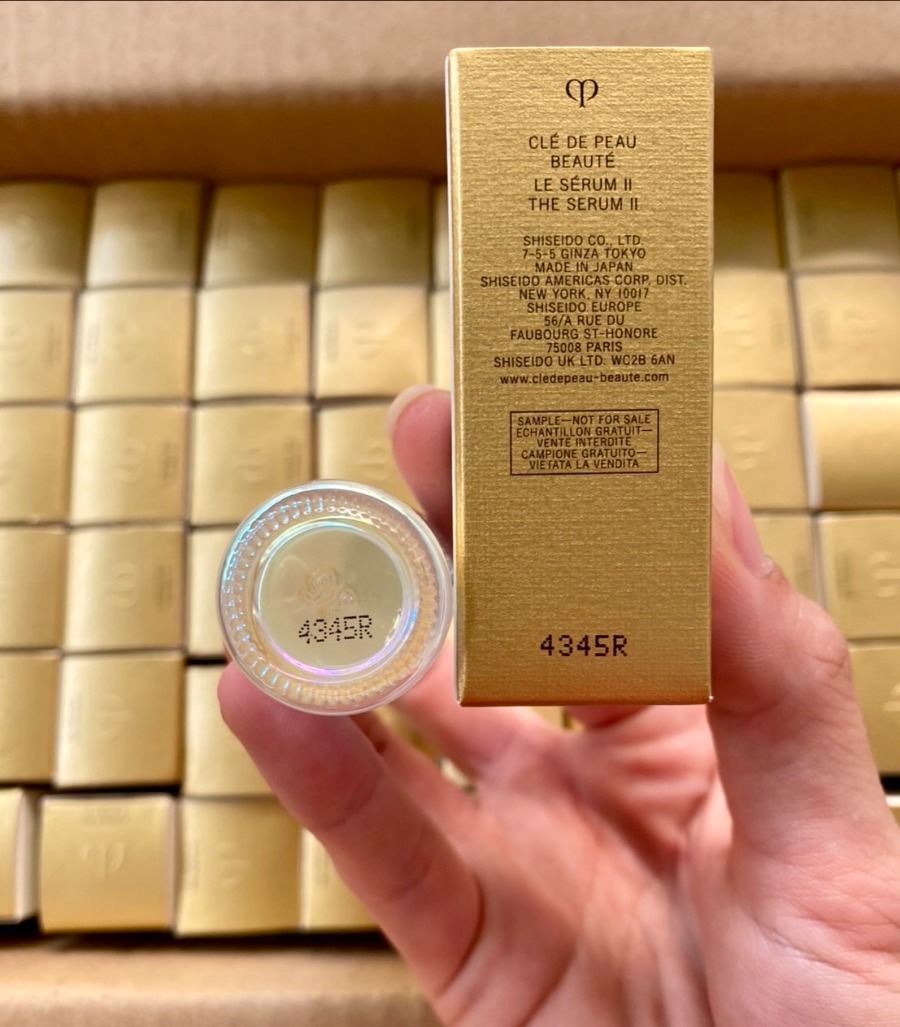 CLÉ DE PEAU
BEAUTÉ
LE SÉRUM II
THE SERUM II
SHISEIDO CO., LTD.
7-5-5 GINZA TOKYO
MADE IN JAPAN
SHISEIDO AMERICAS CORP, DIST.
NEW YORK, NY 10017
SHISEIDO EUROPE
56/A RUE DU
FAUBOURG ST-HONORE
75008 PARIS
SHISEIDO UK LTD. WC2B 6AN
www.cledepeau-beaute.com
SAMPLE—NOT FOR SALE
ECHANTILLON GRATUIT—
VENTE INTERDITE
CAMPIONE GRATUITO—
VIETATA LA VENDITA
4345R
4345R